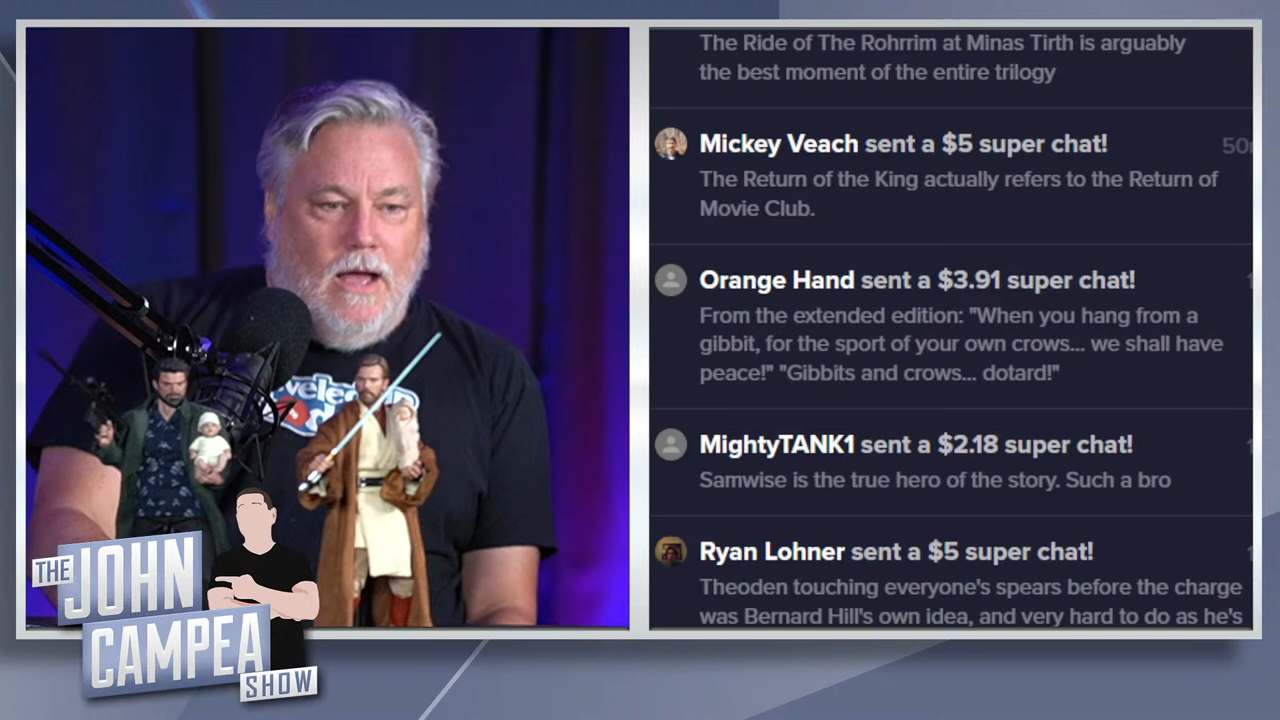 The Ride of The Rohrrim at Minas Tirth is arguably
the best moment of the entire trilogy
Mickey Veach sent a $5 super chat!
The Return of the King actually refers to the Return of
Movie Club.
Orange Hand sent a $3.91 super chat!
From the extended edition: "When you hang from a
gibbit, for the sport of your own crows... we shall have
peace!" "Gibbits and crows... dotard!"
MightyTANK1 sent a $2.18 super chat!
Samwise is the true hero of the story. Such a bro
Ryan Lohner sent a $5 super chat!
Theoden touching everyone's spears before the charge
was Bernard Hill's own idea, and very hard to do as he's
THE
JOHN
CAMPEA
SHOW